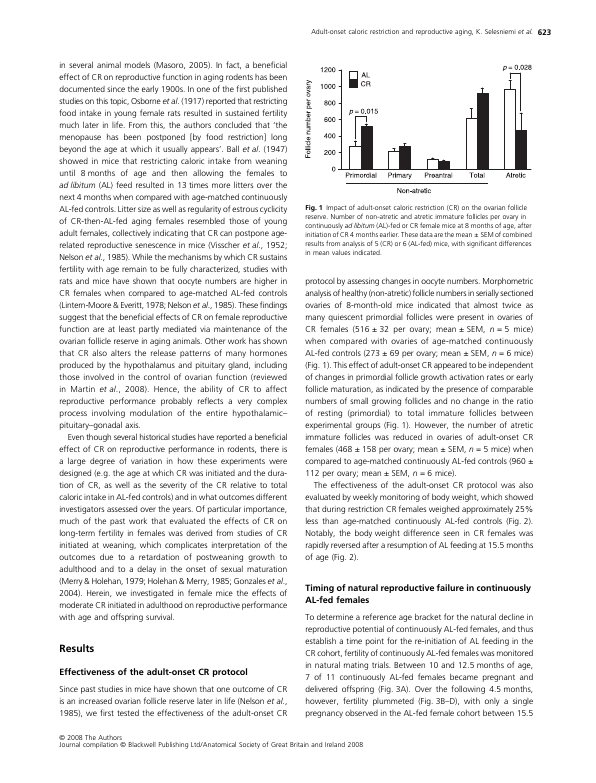 Adult-onset caloric restriction and reproductive aging, K. Selesniemi et al. 623
in several animal models (Masoro, 2005). In fact, a beneficial
effect of CR on reproductive function in aging rodents has been
documented since the early 1900s. In one of the first published
studies on this topic, Osborne et al. (1917) reported that restricting
food intake in young female rats resulted in sustained fertility
much later in life. From this, the authors concluded that 'the
menopause has been postponed [by food restriction] long
beyond the age at which it usually appears'. Ball et al. (1947)
showed in mice that restricting caloric intake from weaning
until 8 months of age and then allowing the females to
ad libitum (AL) feed resulted in 13 times more litters over the
next 4 months when compared with age-matched continuously
AL-fed controls. Litter size as well as regularity of estrous cyclicity
of CR-then-AL-fed aging females resembled those of young
adult females, collectively indicating that CR can postpone age-
related reproductive senescence in mice (Visscher et al., 1952;
Nelson et al., 1985). While the mechanisms by which CR sustains
fertility with age remain to be fully characterized, studies with
rats and mice have shown that oocyte numbers are higher in
CR females when compared to age-matched AL-fed controls
(Lintern-Moore & Everitt, 1978; Nelson et al., 1985). These findings
suggest that the beneficial effects of CR on female reproductive
function are at least partly mediated via maintenance of the
ovarian follicle reserve in aging animals. Other work has shown
that CR also alters the release patterns of many hormones
produced by the hypothalamus and pituitary gland, including
those involved in the control of ovarian function (reviewed
in Martin et al., 2008). Hence, the ability of CR to affect
reproductive performance probably reflects a very complex
process involving modulation of the entire hypothalamic–
pituitary–gonadal axis.
Even though several historical studies have reported a beneficial
effect of CR on reproductive performance in rodents, there is
a large degree of variation in how these experiments were
designed (e.g. the age at which CR was initiated and the dura-
tion of CR, as well as the severity of the CR relative to total
caloric intake in AL-fed controls) and in what outcomes different
investigators assessed over the years. Of particular importance,
much of the past work that evaluated the effects of CR on
long-term fertility in females was derived from studies of CR
initiated at weaning, which complicates interpretation of the
outcomes due to a retardation of postweaning growth to
adulthood and to a delay in the onset of sexual maturation
(Merry & Holehan, 1979; Holehan & Merry, 1985; Gonzales et al.,
2004). Herein, we investigated in female mice the effects of
moderate CR initiated in adulthood on reproductive performance
with age and offspring survival.
Results
Effectiveness of the adult-onset CR protocol
Since past studies in mice have shown that one outcome of CR
is an increased ovarian follicle reserve later in life (Nelson et al.,
1985), we first tested the effectiveness of the adult-onset CR
Follicle number per ovary
1200
1000
800
600
400
200
0
AL
CR
p = 0.015
p = 0.028
Primordial Primary Preantral Total Atretic
Non-atretic
Fig. 1 Impact of adult-onset caloric restriction (CR) on the ovarian follicle
reserve. Number of non-atretic and atretic immature follicles per ovary in
continuously ad libitum (AL)-fed or CR female mice at 8 months of age, after
initiation of CR 4 months earlier. These data are the mean ± SEM of combined
results from analysis of 5 (CR) or 6 (AL-fed) mice, with significant differences
in mean values indicated.
protocol by assessing changes in oocyte numbers. Morphometric
analysis of healthy (non-atretic) follicle numbers in serially sectioned
ovaries of 8-month-old mice indicated that almost twice as
many quiescent primordial follicles were present in ovaries of
CR females (516 ± 32 per ovary; mean ± SEM, n = 5 mice)
when compared with ovaries of age-matched continuously
AL-fed controls (273 ± 69 per ovary; mean ± SEM, n = 6 mice)
(Fig. 1). This effect of adult-onset CR appeared to be independent
of changes in primordial follicle growth activation rates or early
follicle maturation, as indicated by the presence of comparable
numbers of small growing follicles and no change in the ratio
of resting (primordial) to total immature follicles between
experimental groups (Fig. 1). However, the number of atretic
immature follicles was reduced in ovaries of adult-onset CR
females (468 ± 158 per ovary; mean ± SEM, n = 5 mice) when
compared to age-matched continuously AL-fed controls (960 ±
112 per ovary; mean ± SEM, n = 6 mice).
The effectiveness of the adult-onset CR protocol was also
evaluated by weekly monitoring of body weight, which showed
that during restriction CR females weighed approximately 25%
less than age-matched continuously AL-fed controls (Fig. 2).
Notably, the body weight difference seen in CR females was
rapidly reversed after a resumption of AL feeding at 15.5 months
of age (Fig. 2).
Timing of natural reproductive failure in continuously
AL-fed females
To determine a reference age bracket for the natural decline in
reproductive potential of continuously AL-fed females, and thus
establish a time point for the re-initiation of AL feeding in the
CR cohort, fertility of continuously AL-fed females was monitored
in natural mating trials. Between 10 and 12.5 months of age,
7 of 11 continuously AL-fed females became pregnant and
delivered offspring (Fig. 3A). Over the following 4.5 months,
however, fertility plummeted (Fig. 3B–D), with only a single
pregnancy observed in the AL-fed female cohort between 15.5
© 2008 The Authors
Journal compilation © Blackwell Publishing Ltd/Anatomical Society of Great Britain and Ireland 2008